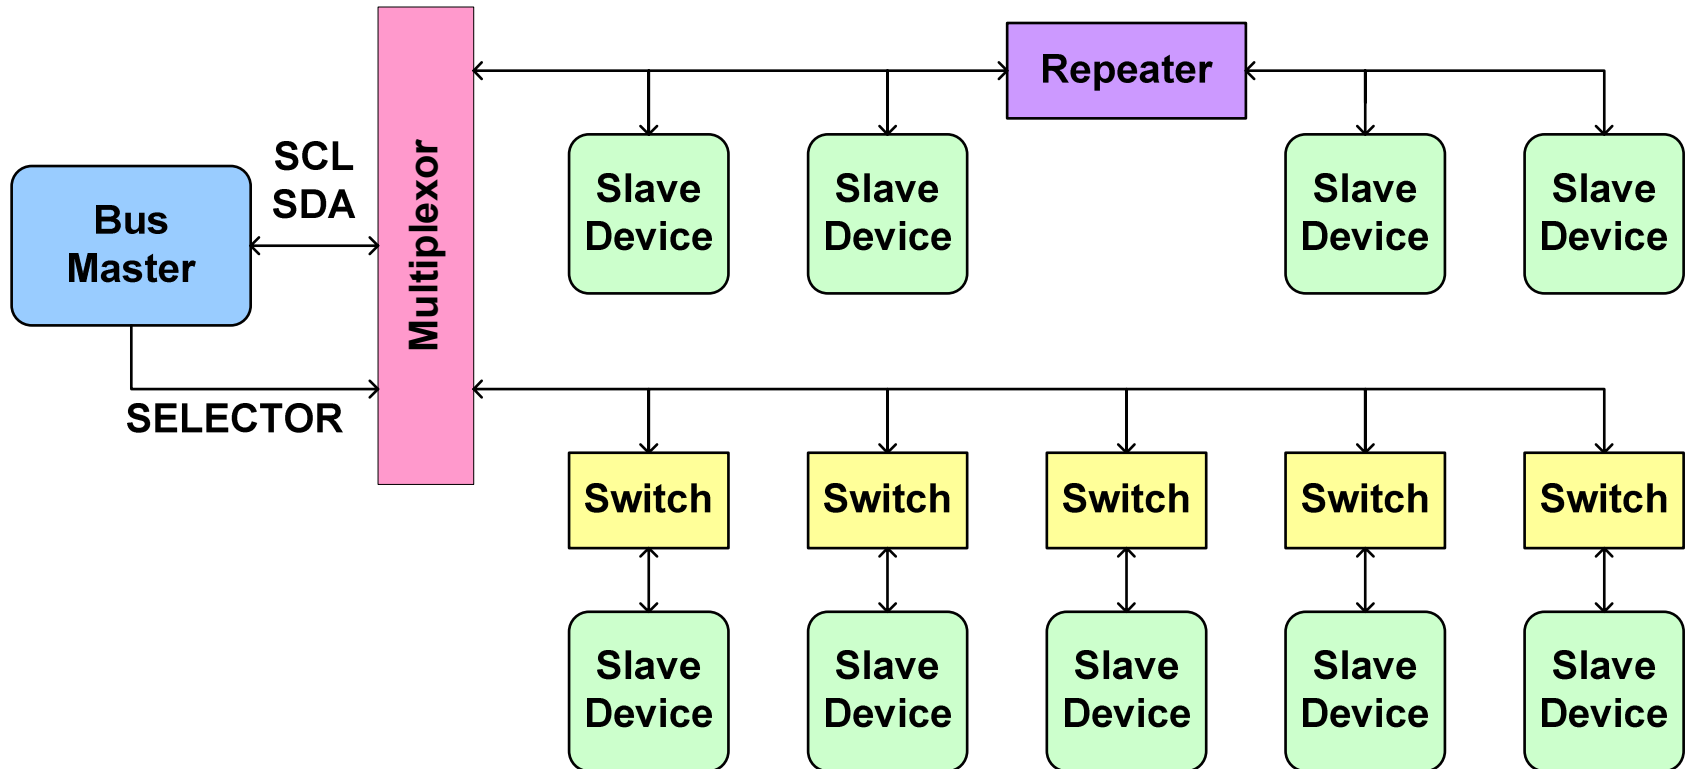 Repeater
SCL
SDA
Multiplexor
Bus
Master
Slave
Device
Slave
Device
Slave
Device
Slave
Device
SELECTOR
Switch
Switch
Switch
Switch
Switch
Slave
Device
Slave
Device
Slave
Device
Slave
Device
Slave
Device